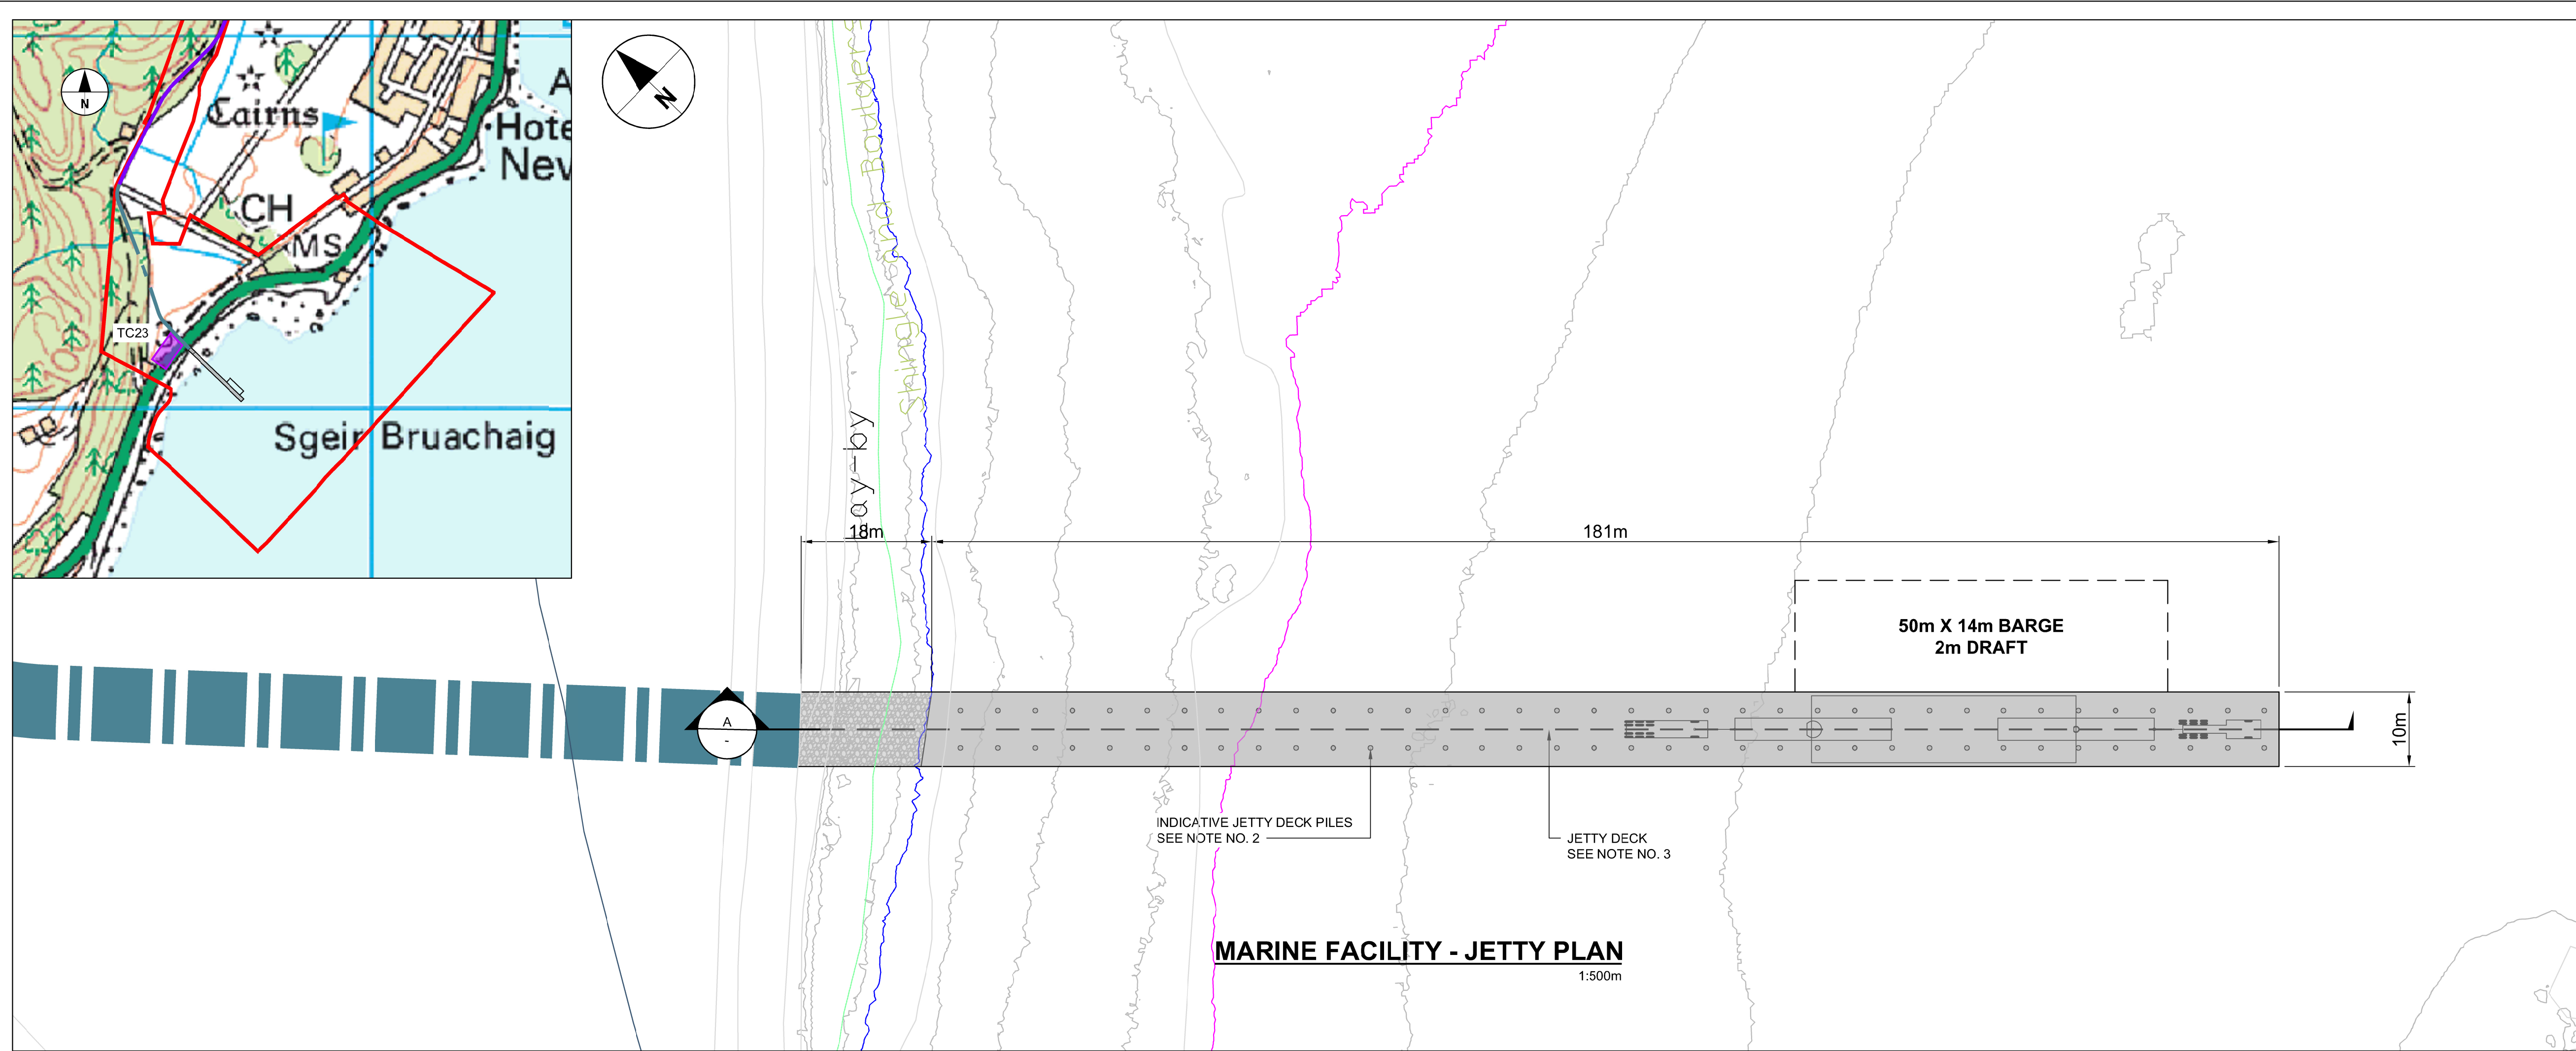 N
Cairns
A
Hote
Nev
CH
MS
TC23
Sgeir Bruachaig
N
Shingle and Boulders
Lay-by
18m
181m
50m X 14m BARGE
2m DRAFT
A
-
10m
INDICATIVE JETTY DECK PILES
SEE NOTE NO. 2
JETTY DECK
SEE NOTE NO. 3
MARINE FACILITY - JETTY PLAN
1:500m